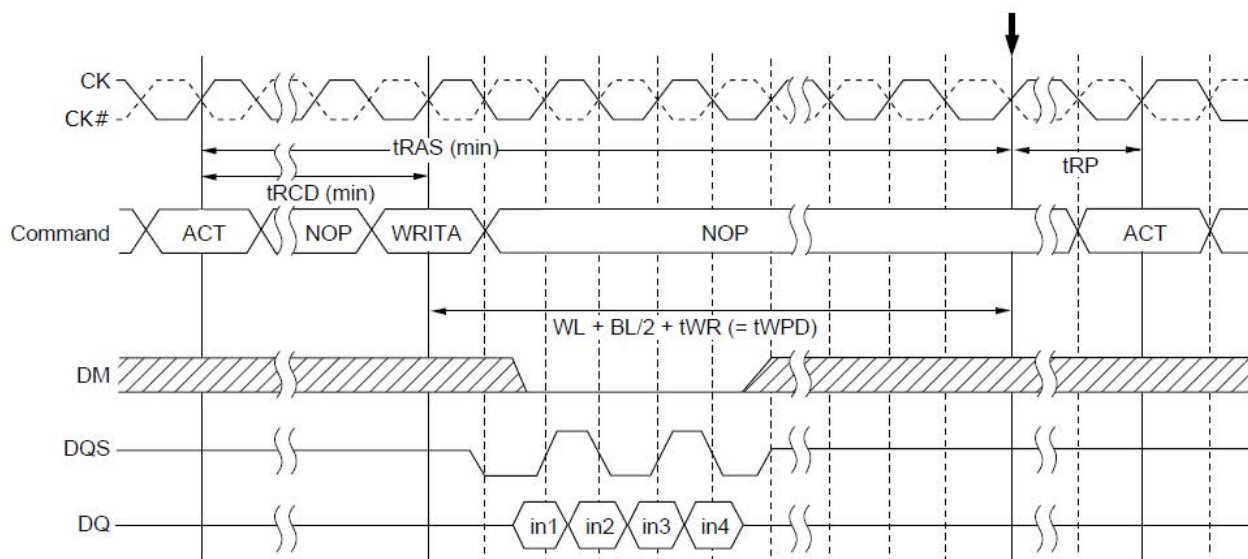 CK
CK#
tRAS (min)
tRP
tRCD (min)
Command
ACT
NOP
WRITA
NOP
ACT
WL + BL/2 + tWR (= tWPD)
DM
DQS
DQ
in1
in2
in3
in4